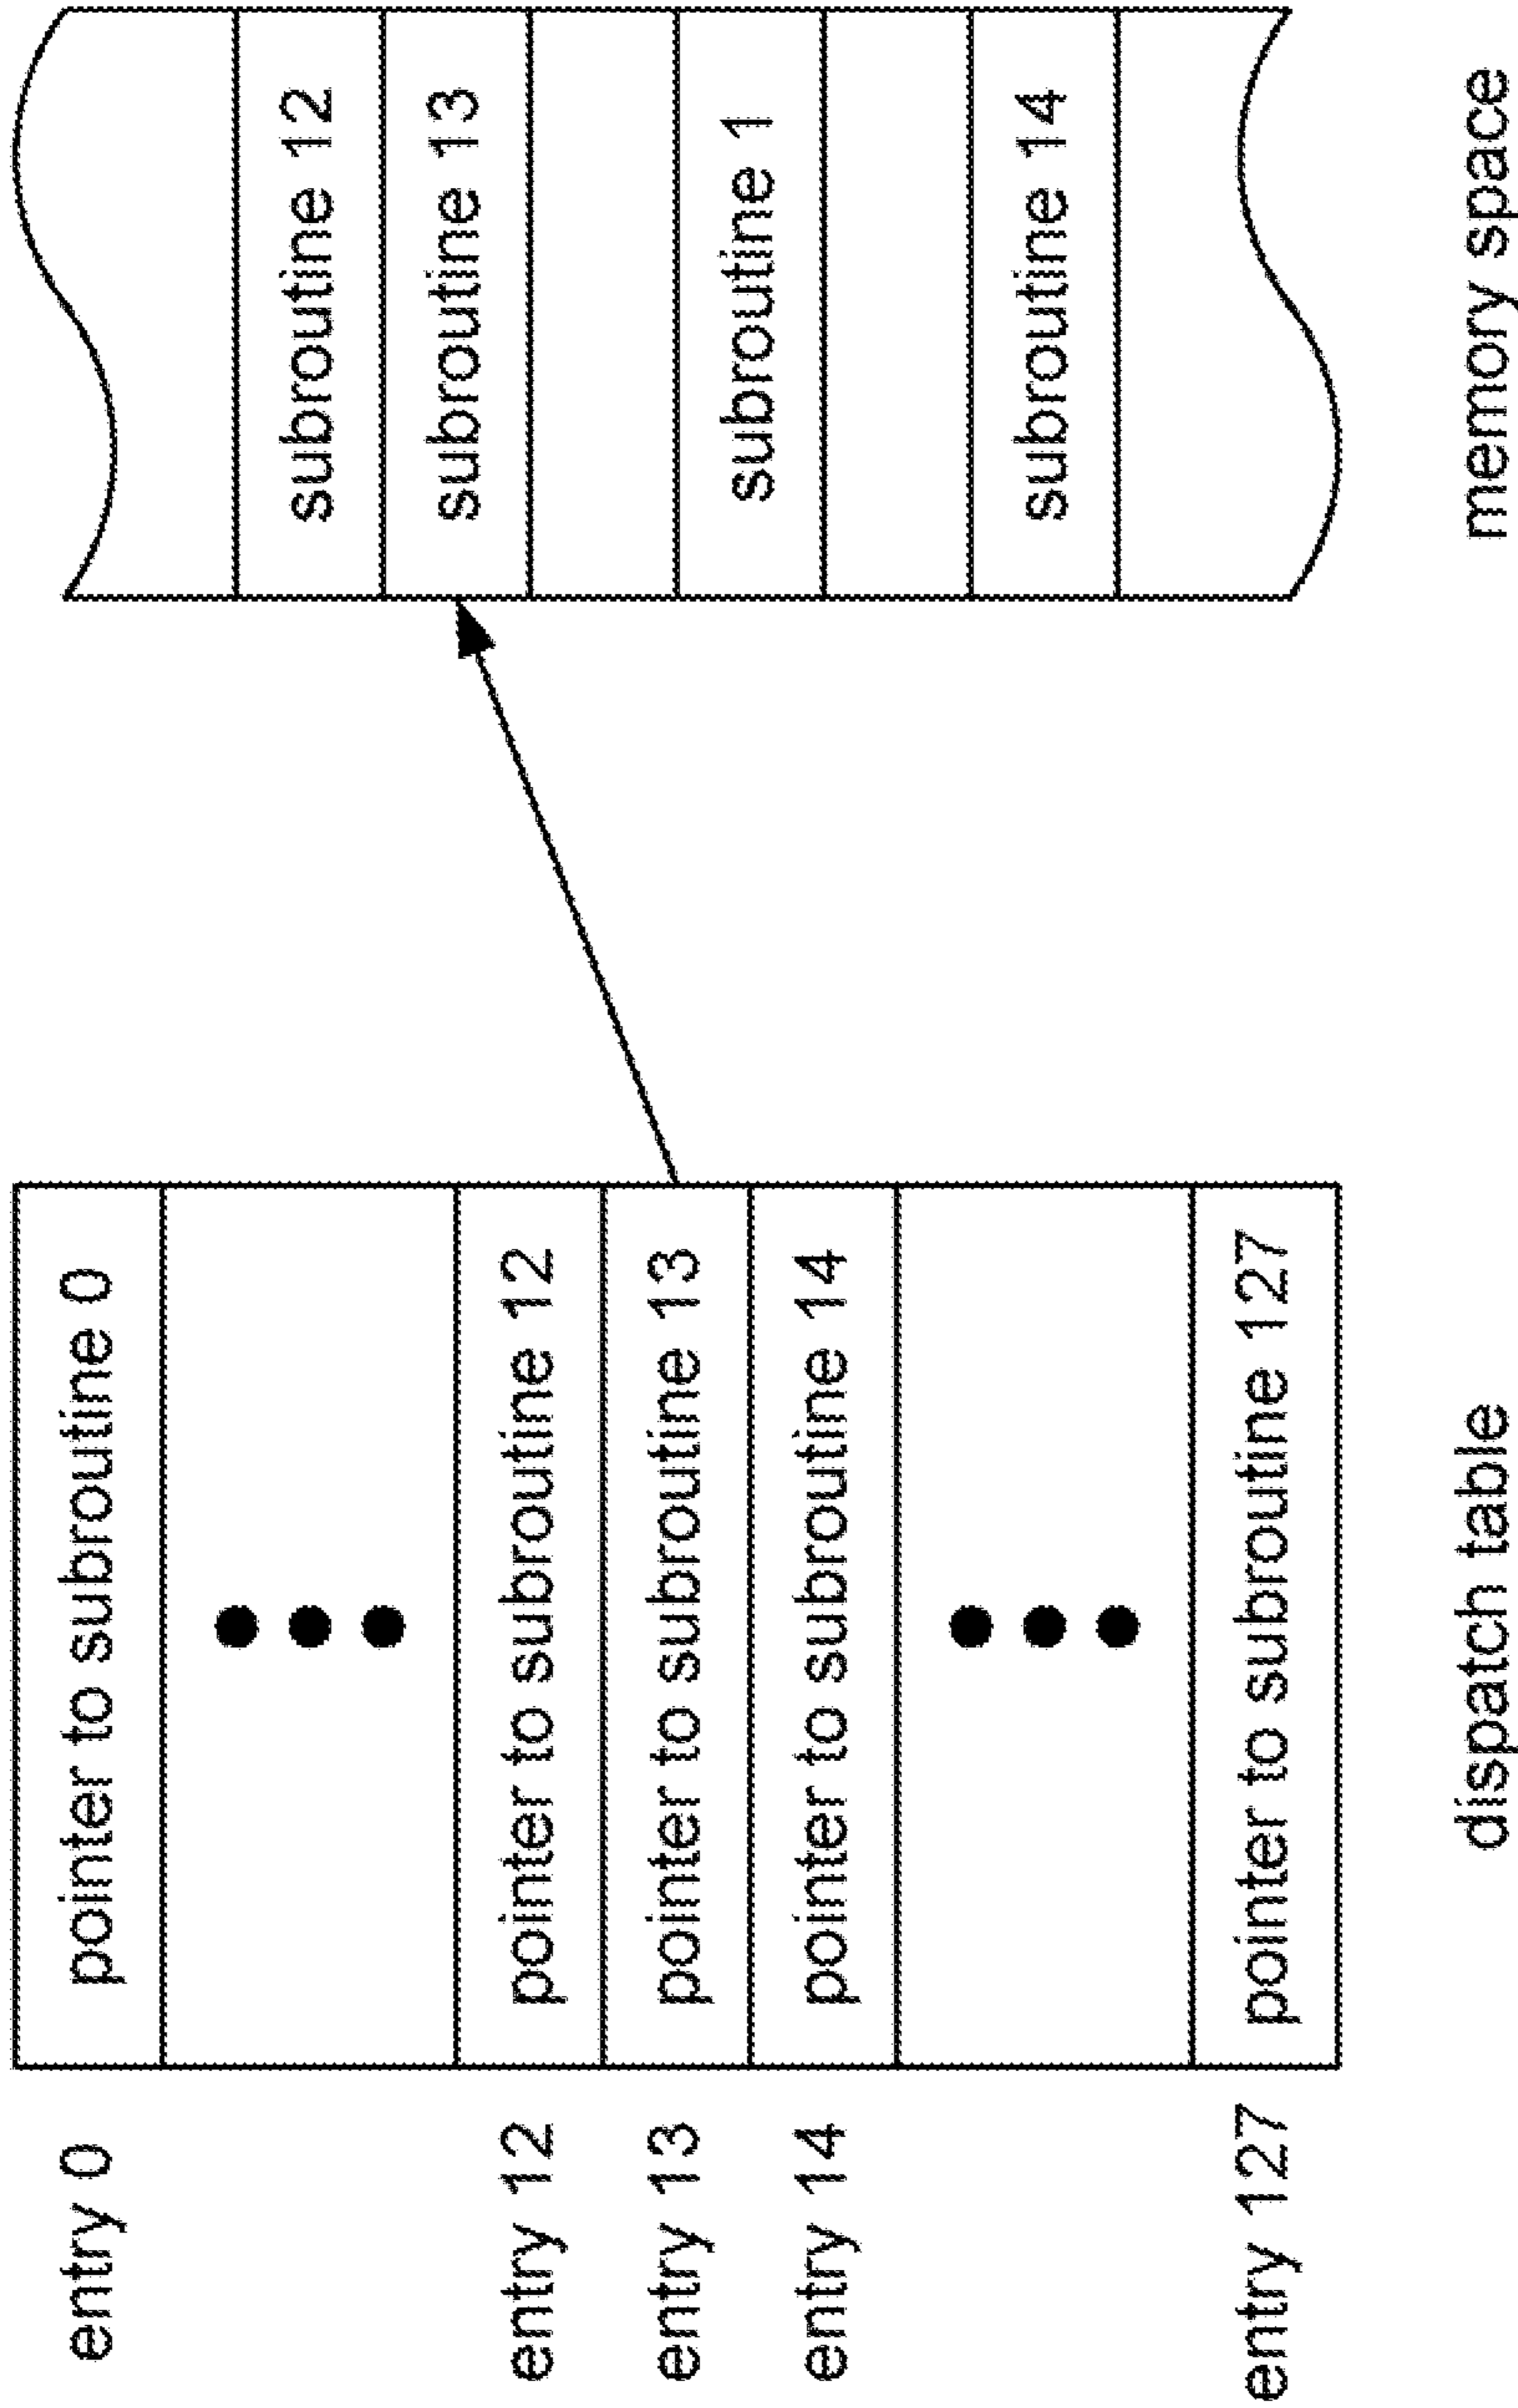 entry 0
pointer to subroutine 0
entry 12
pointer to subroutine 12
entry 13
pointer to subroutine 13
entry 14
pointer to subroutine 14
entry 127
pointer to subroutine 127
dispatch table
subroutine 12
subroutine 13
subroutine 1
subroutine 14
memory space